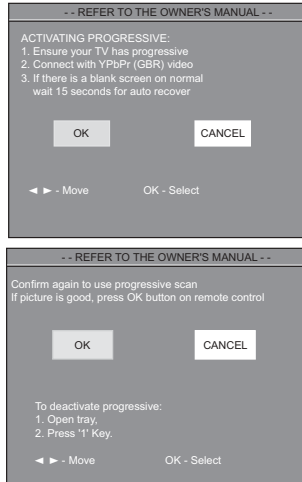 - - REFER TO THE OWNER'S MANUAL - -
ACTIVATING PROGRESSIVE:
1. Ensure your TV has progressive
2. Connect with YPbPr (GBR) video
3. If there is a blank screen on normal
wait 15 seconds for auto recover
OK CANCEL
◄ ► - Move OK - Select
- - REFER TO THE OWNER'S MANUAL - -
Confirm again to use progressive scan
If picture is good, press OK button on remote control
OK CANCEL
To deactivate progressive:
1. Open tray,
2. Press '1' Key.
◄ ► - Move OK - Select